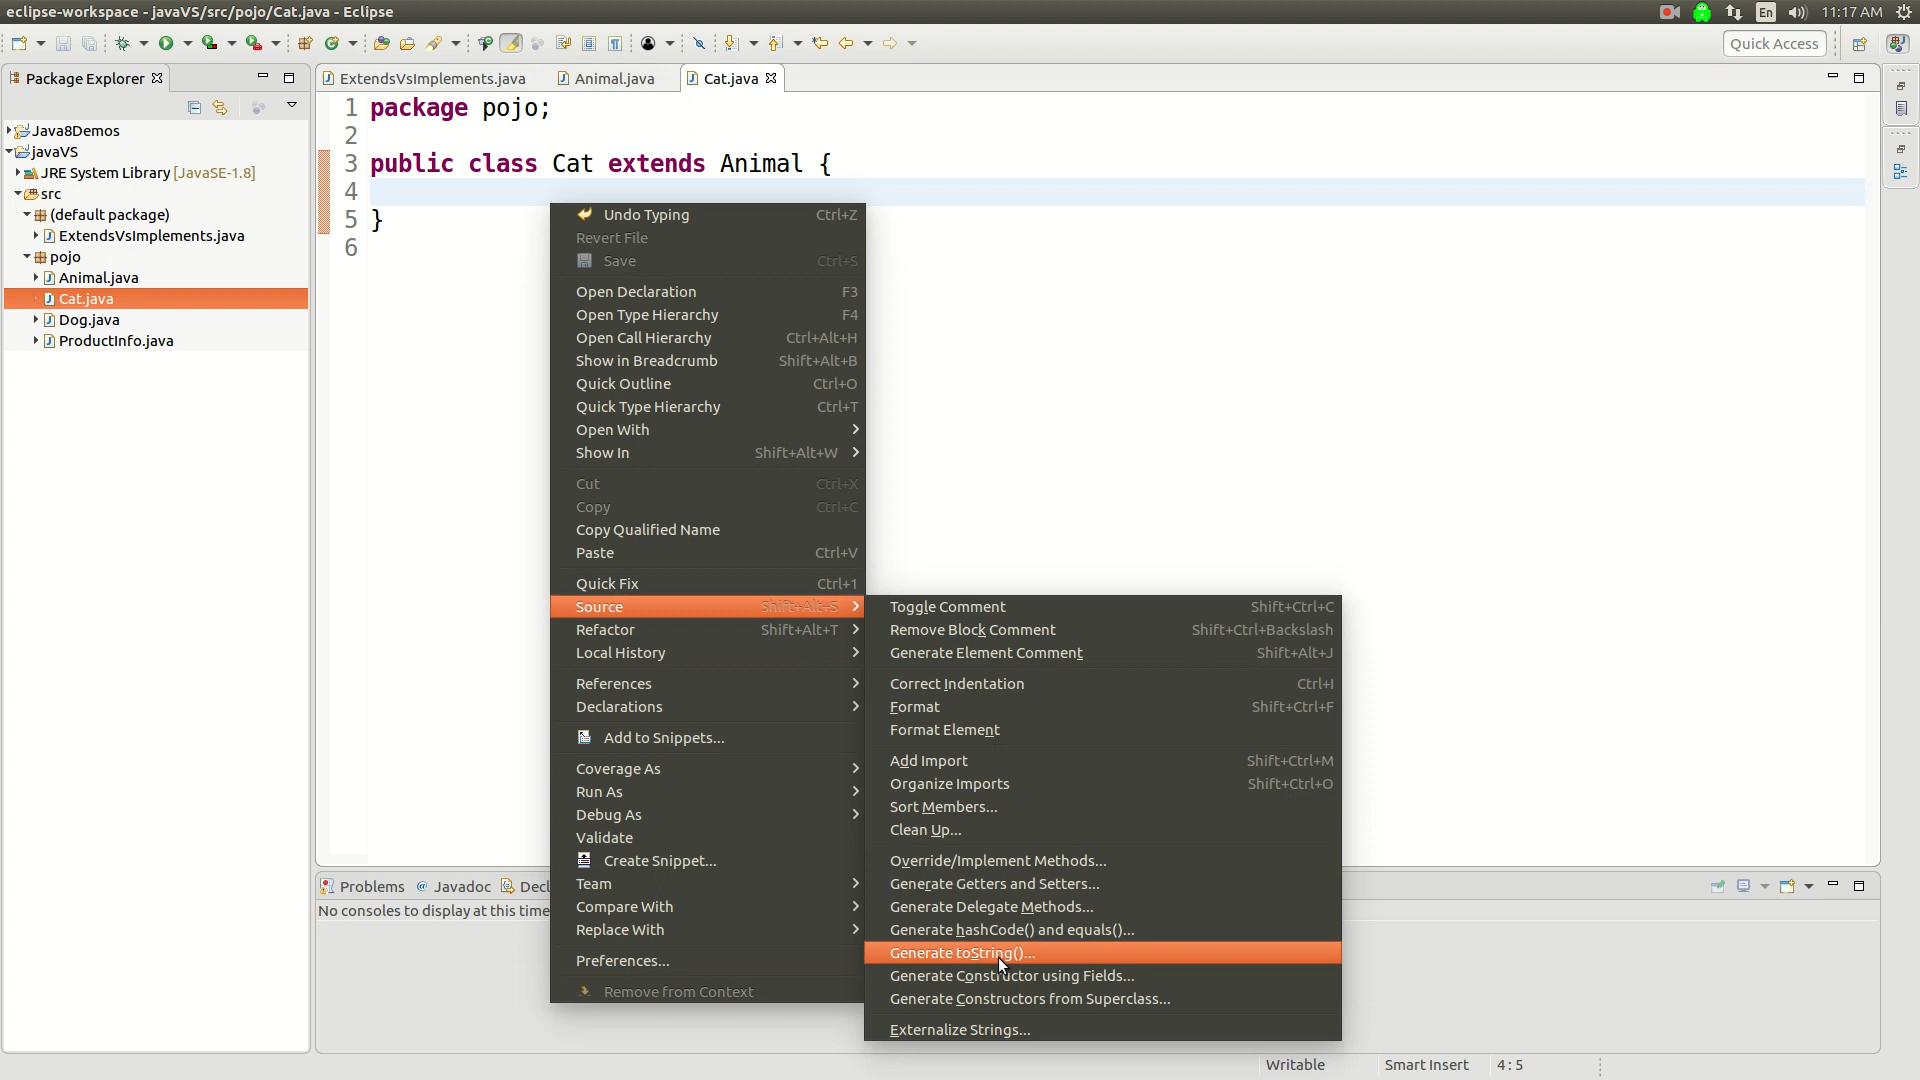 eclipse-workspace - javaVS/src/pojo/Cat.java - Eclipse
En
11:17 AM
Quick Access
Package Explorer
ExtendsVsImplements.java
Animal.java
Cat.java
Java8Demos
javaVS
JRE System Library [JavaSE-1.8]
src
(default package)
ExtendsVsImplements.java
pojo
Animal.java
Cat.java
Dog.java
ProductInfo.java
1 package pojo;
2
3 public class Cat extends Animal {
4
5 }
6
Undo Typing Ctrl+Z
Revert File
Save Ctrl+S
Open Declaration F3
Open Type Hierarchy F4
Open Call Hierarchy Ctrl+Alt+H
Show in Breadcrumb Shift+Alt+B
Quick Outline Ctrl+O
Quick Type Hierarchy Ctrl+T
Open With
Show In Shift+Alt+W
Cut Ctrl+X
Copy Ctrl+C
Copy Qualified Name
Paste Ctrl+V
Quick Fix Ctrl+1
Source Shift+Alt+S
Refactor Shift+Alt+T
Local History
References
Declarations
Add to Snippets...
Coverage As
Run As
Debug As
Validate
Create Snippet...
Team
Compare With
Replace With
Preferences...
Remove from Context
Toggle Comment Shift+Ctrl+C
Remove Block Comment Shift+Ctrl+Backslash
Generate Element Comment Shift+Alt+J
Correct Indentation Ctrl+I
Format Shift+Ctrl+F
Format Element
Add Import Shift+Ctrl+M
Organize Imports Shift+Ctrl+O
Sort Members...
Clean Up...
Override/Implement Methods...
Generate Getters and Setters...
Generate Delegate Methods...
Generate hashCode() and equals()...
Generate toString()...
Generate Constructor using Fields...
Generate Constructors from Superclass...
Externalize Strings...
Problems
@ Javadoc
Decl
No consoles to display at this time
Writable
Smart Insert
4 : 5